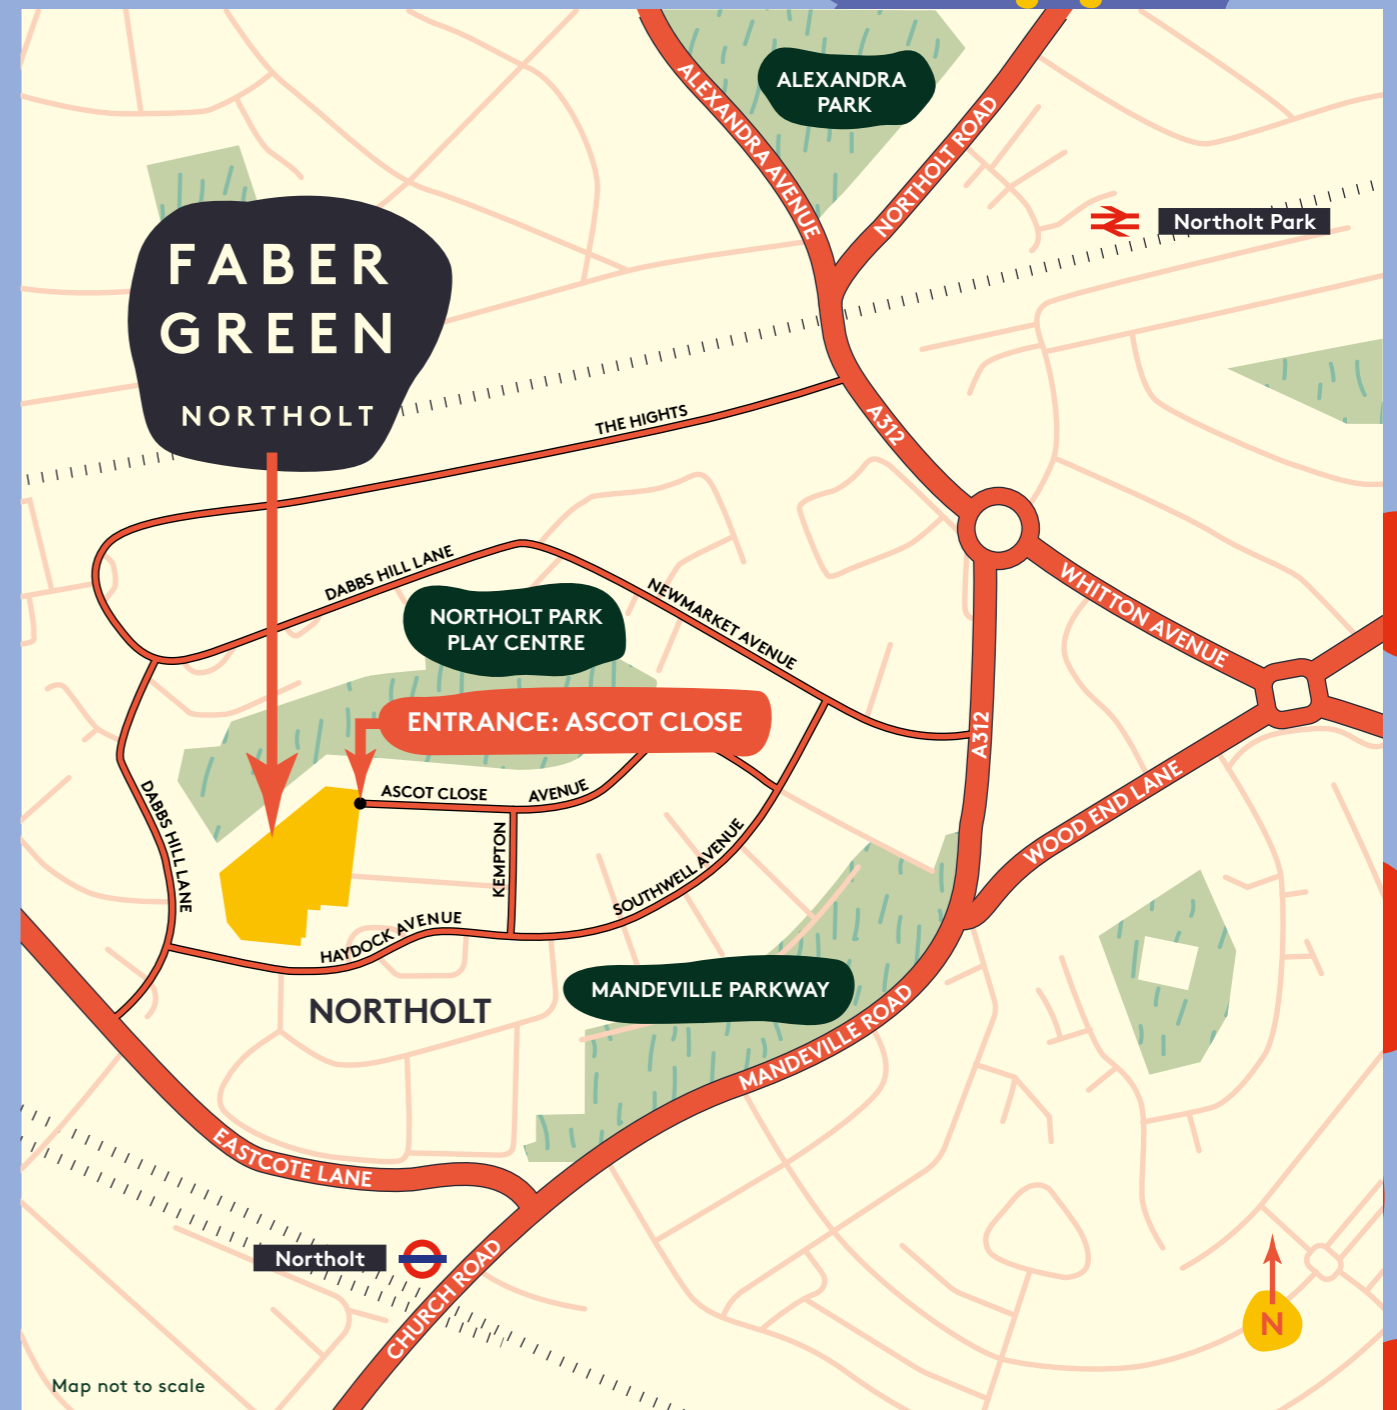 ALEXANDRA
PARK
ALEXANDRA AVENUE
NORTHOLT ROAD
Northolt Park
FABER
GREEN
NORTHOLT
THE HIGHTS
A312
DABBS HILL LANE
NORTHOLT PARK
PLAY CENTRE
NEWMARKET AVENUE
WHITTON AVENUE
ENTRANCE: ASCOT CLOSE
A312
DABBS HILL LANE
ASCOT CLOSE
AVENUE
KEMPTON
SOUTHWELL AVENUE
WOOD END LANE
HAYDOCK AVENUE
NORTHOLT
MANDEVILLE PARKWAY
MANDEVILLE ROAD
EASTCOTE LANE
Northolt
CHURCH ROAD
N
Map not to scale